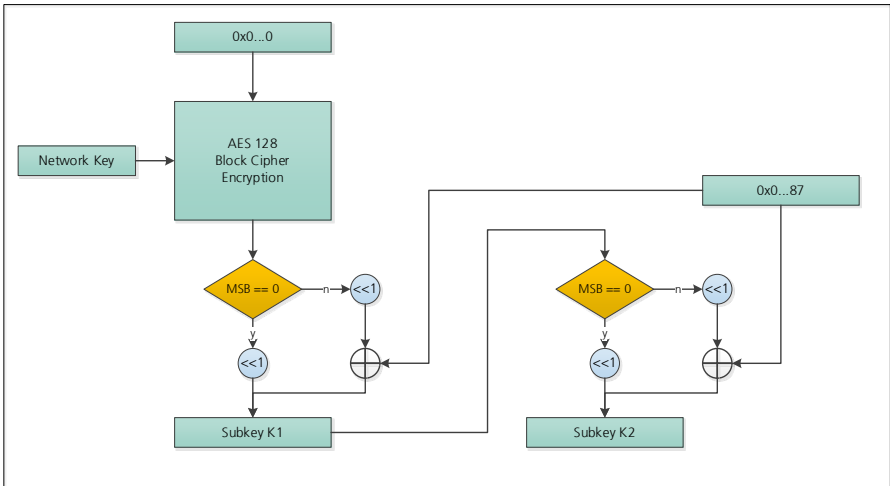 0x0...0
AES 128
Block Cipher
Encryption
Network Key
0x0...87
MSB == 0
n
<<1
MSB == 0
n
<<1
y
<<1
y
<<1
Subkey K1
Subkey K2